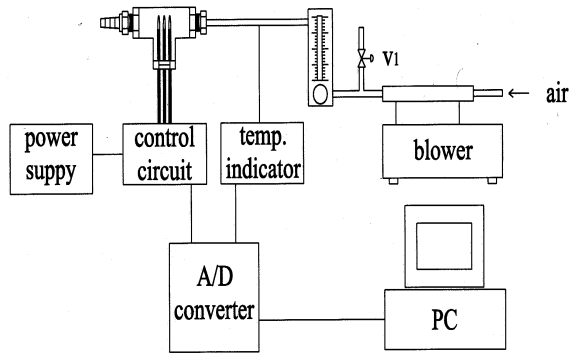 V1
air
power
suppy
control
circuit
temp.
indicator
blower
A/D
converter
PC